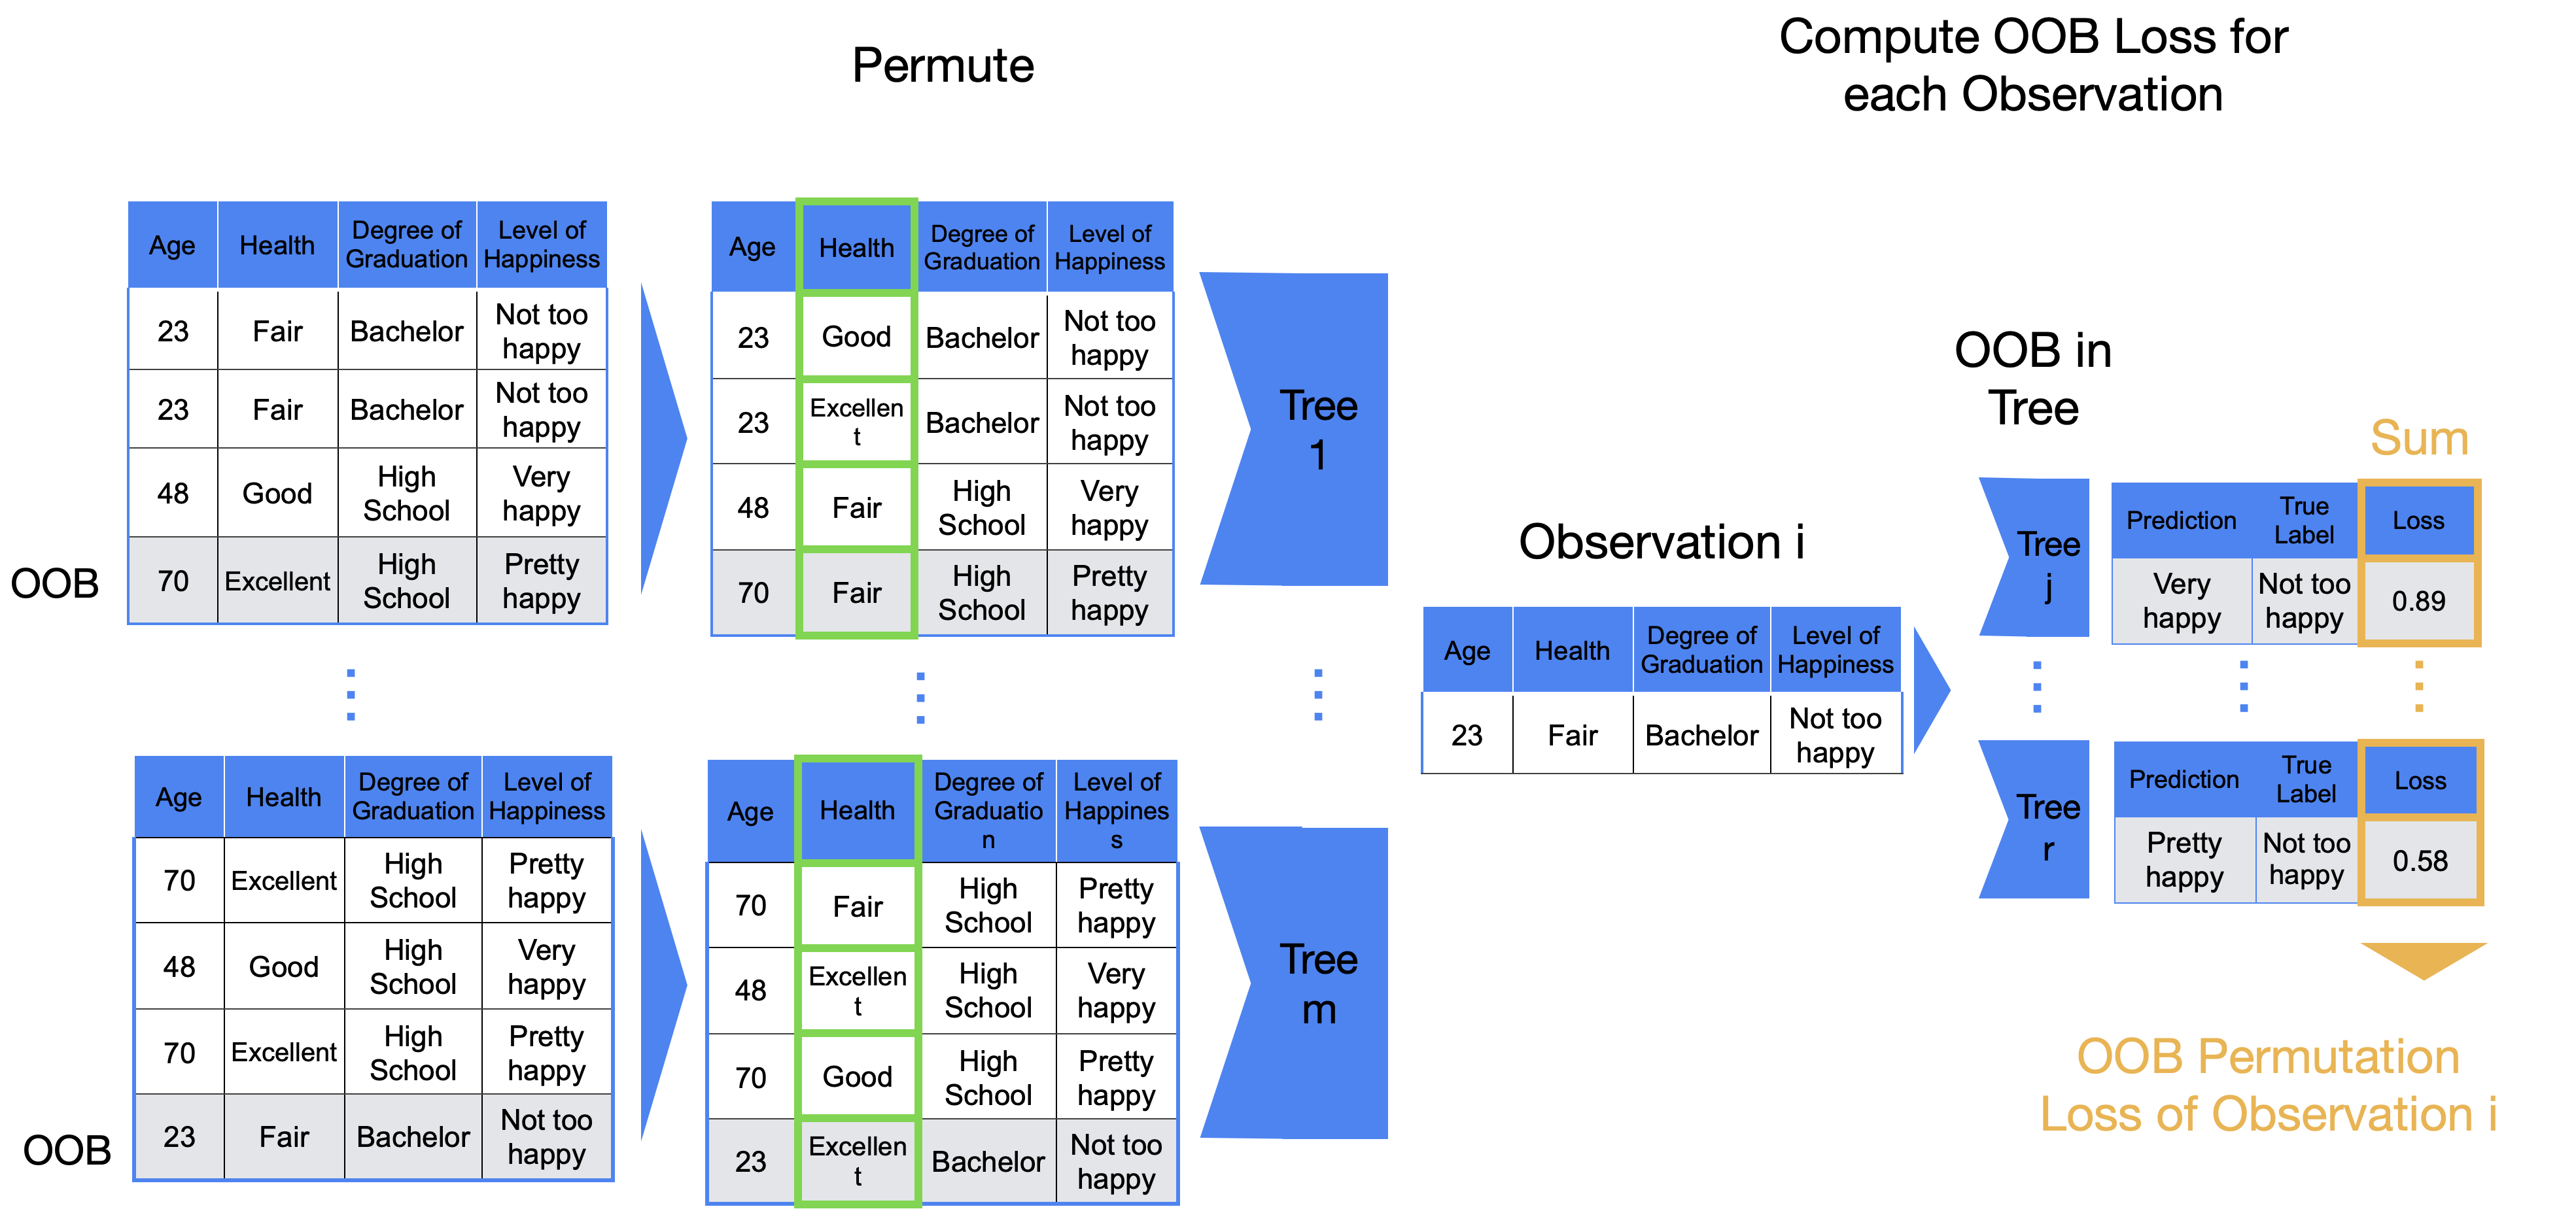 Permute
Compute OOB Loss for
each Observation
Age Health Degree of Graduation Level of Happiness
23 Fair Bachelor Not too happy
23 Fair Bachelor Not too happy
48 Good High School Very happy
OOB 70 Excellent High School Pretty happy
Age Health Degree of Graduation Level of Happiness
23 Good Bachelor Not too happy
23 Excellen t Bachelor Not too happy
48 Fair High School Very happy
70 Fair High School Pretty happy
Tree
1
Age Health Degree of Graduation Level of Happiness
70 Excellent High School Pretty happy
48 Good High School Very happy
70 Excellent High School Pretty happy
OOB 23 Fair Bachelor Not too happy
Age Health Degree of Graduatio n Level of Happines s
70 Fair High School Pretty happy
48 Excellen t High School Very happy
70 Good High School Pretty happy
23 Excellen t Bachelor Not too happy
Tree
m
Observation i
Age Health Degree of Graduation Level of Happiness
23 Fair Bachelor Not too happy
OOB in
Tree
Sum
Tree
j
Prediction True Label Loss
Very happy Not too happy 0.89
Tree
r
Prediction True Label Loss
Pretty happy Not too happy 0.58
OOB Permutation
Loss of Observation i